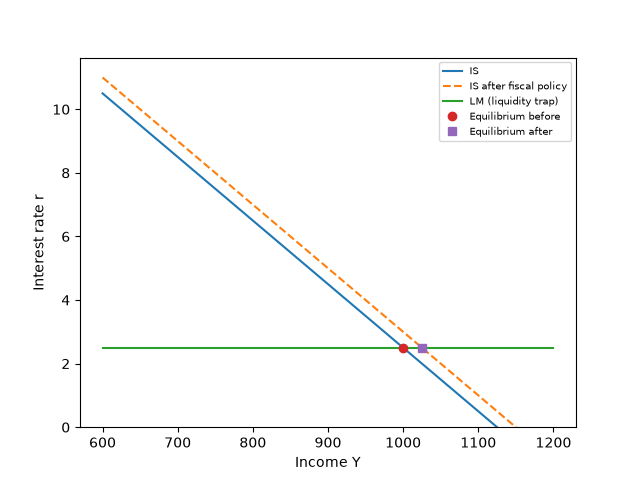 IS
IS after fiscal policy
LM (liquidity trap)
Equilibrium before
Equilibrium after
10
8
6
4
2
0
Interest rate r
600 700 800 900 1000 1100 1200
Income Y